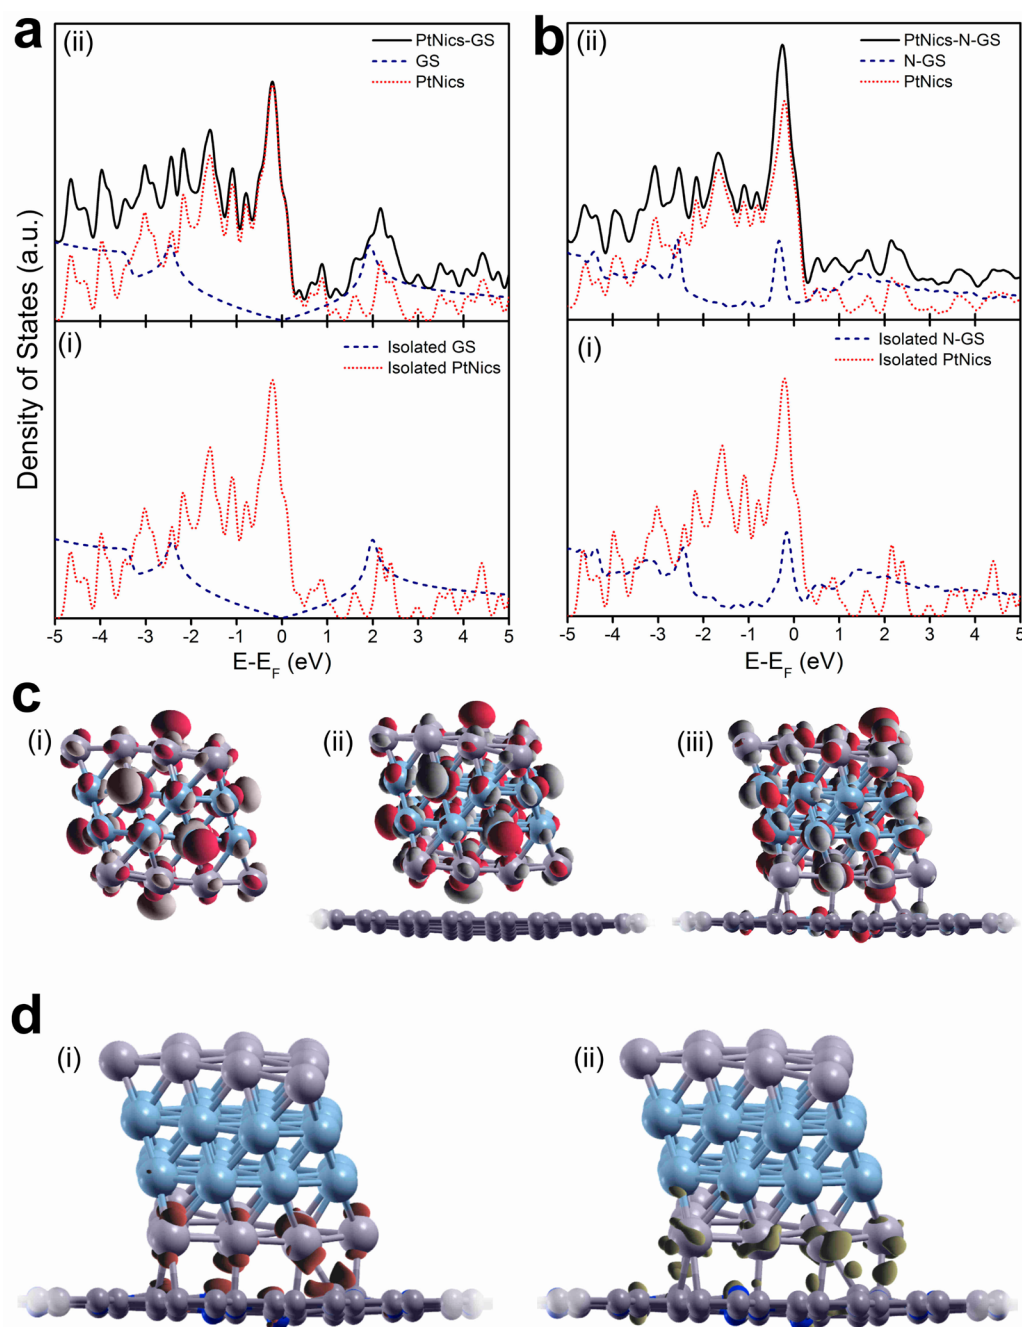 a
(ii)
PtNics-GS
GS
PtNics
(i)
Isolated GS
Isolated PtNics
Density of States (a.u.)
-5 -4 -3 -2 -1 0 1 2 3 4 5
E-EF (eV)
b
(ii)
PtNics-N-GS
N-GS
PtNics
(i)
Isolated N-GS
Isolated PtNics
-5 -4 -3 -2 -1 0 1 2 3 4 5
E-EF (eV)
c
(i) (ii) (iii)
d
(i) (ii)